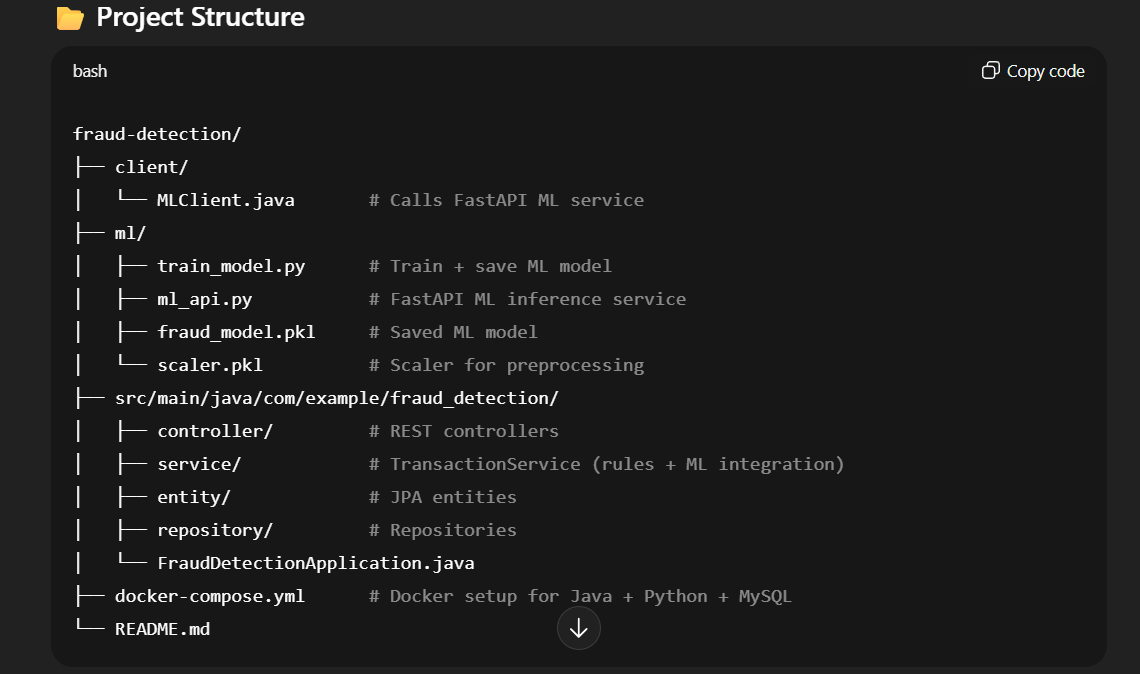 📂 Project Structure
bash
Copy code
fraud-detection/
├── client/
│   └── MLClient.java       # Calls FastAPI ML service
├── ml/
│   ├── train_model.py      # Train + save ML model
│   ├── ml_api.py           # FastAPI ML inference service
│   ├── fraud_model.pkl     # Saved ML model
│   └── scaler.pkl          # Scaler for preprocessing
├── src/main/java/com/example/fraud_detection/
│   ├── controller/         # REST controllers
│   ├── service/            # TransactionService (rules + ML integration)
│   ├── entity/             # JPA entities
│   ├── repository/         # Repositories
│   └── FraudDetectionApplication.java
├── docker-compose.yml      # Docker setup for Java + Python + MySQL
└── README.md